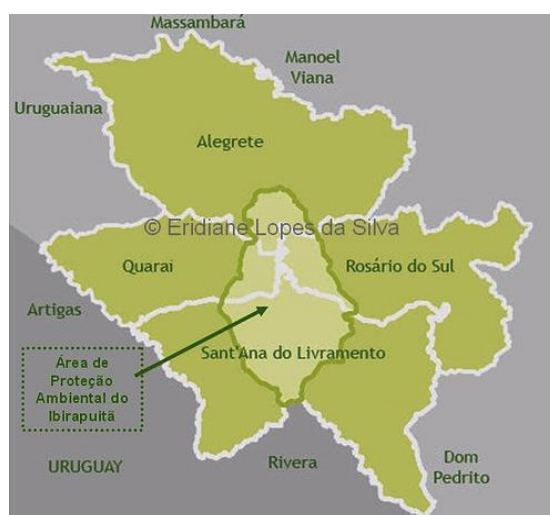 Massambará
Manoel
Viana
Uruguaiana
Alegrete
© Eridiane Lopes da Silva
Quaraí
Rosário do Sul
Artigas
Sant'Ana do Livramento
Área de
Proteção
Ambiental do
Ibirapuitã
URUGUAY
Rivera
Dom
Pedrito